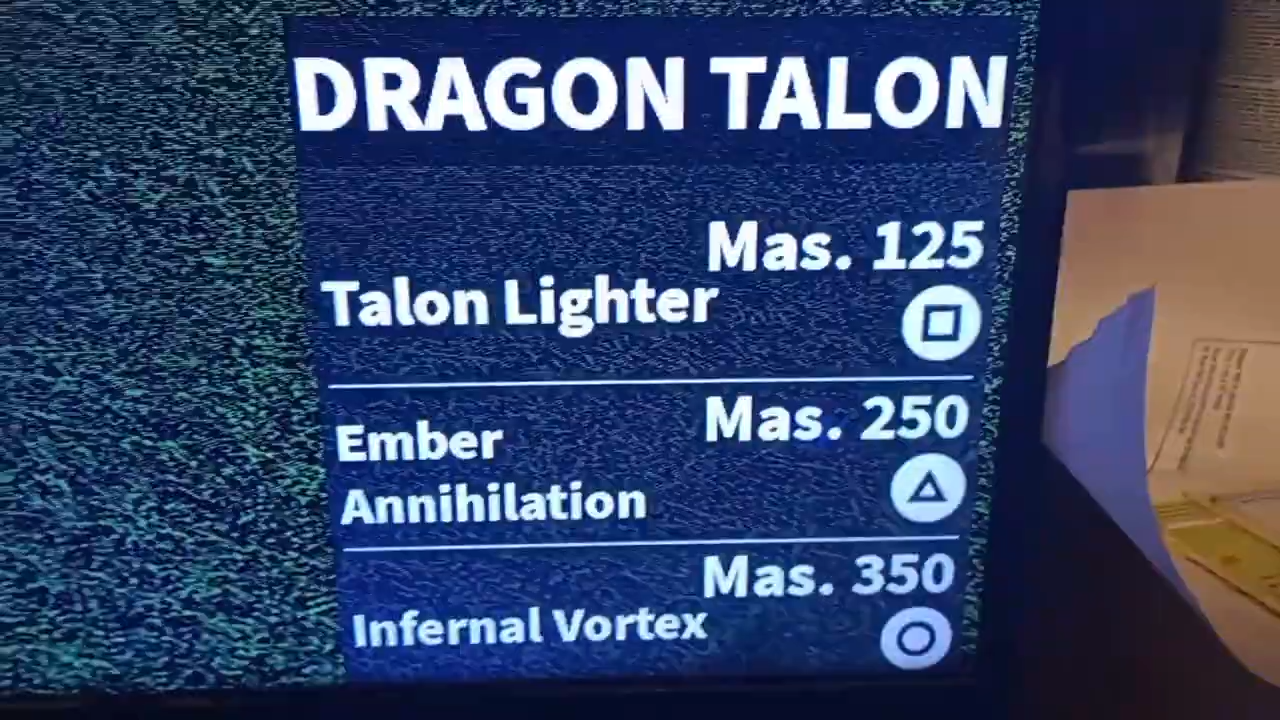 DRAGON TALON
Mas. 125
Talon Lighter
Mas. 250
Ember
Annihilation
Mas. 350
Infernal Vortex